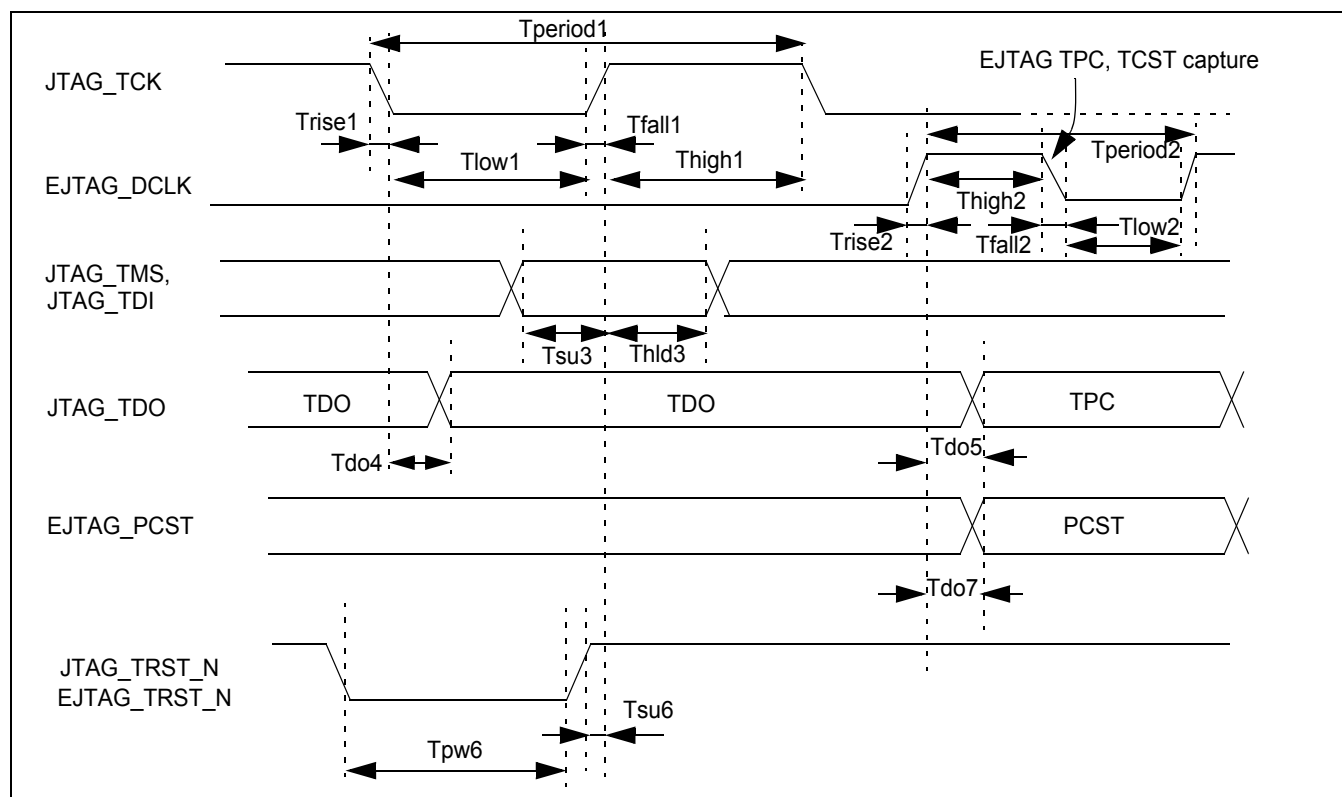 Tperiod1
EJTAG TPC, TCST capture
JTAG_TCK
Trise1
Tfall1
Tperiod2
Tlow1
Thigh1
EJTAG_DCLK
Thigh2
Trise2
Tfall2
Tlow2
JTAG_TMS,
JTAG_TDI
Tsu3
Thld3
JTAG_TDO
TDO
TDO
TPC
Tdo4
Tdo5
EJTAG_PCST
PCST
Tdo7
JTAG_TRST_N
EJTAG_TRST_N
Tsu6
Tpw6